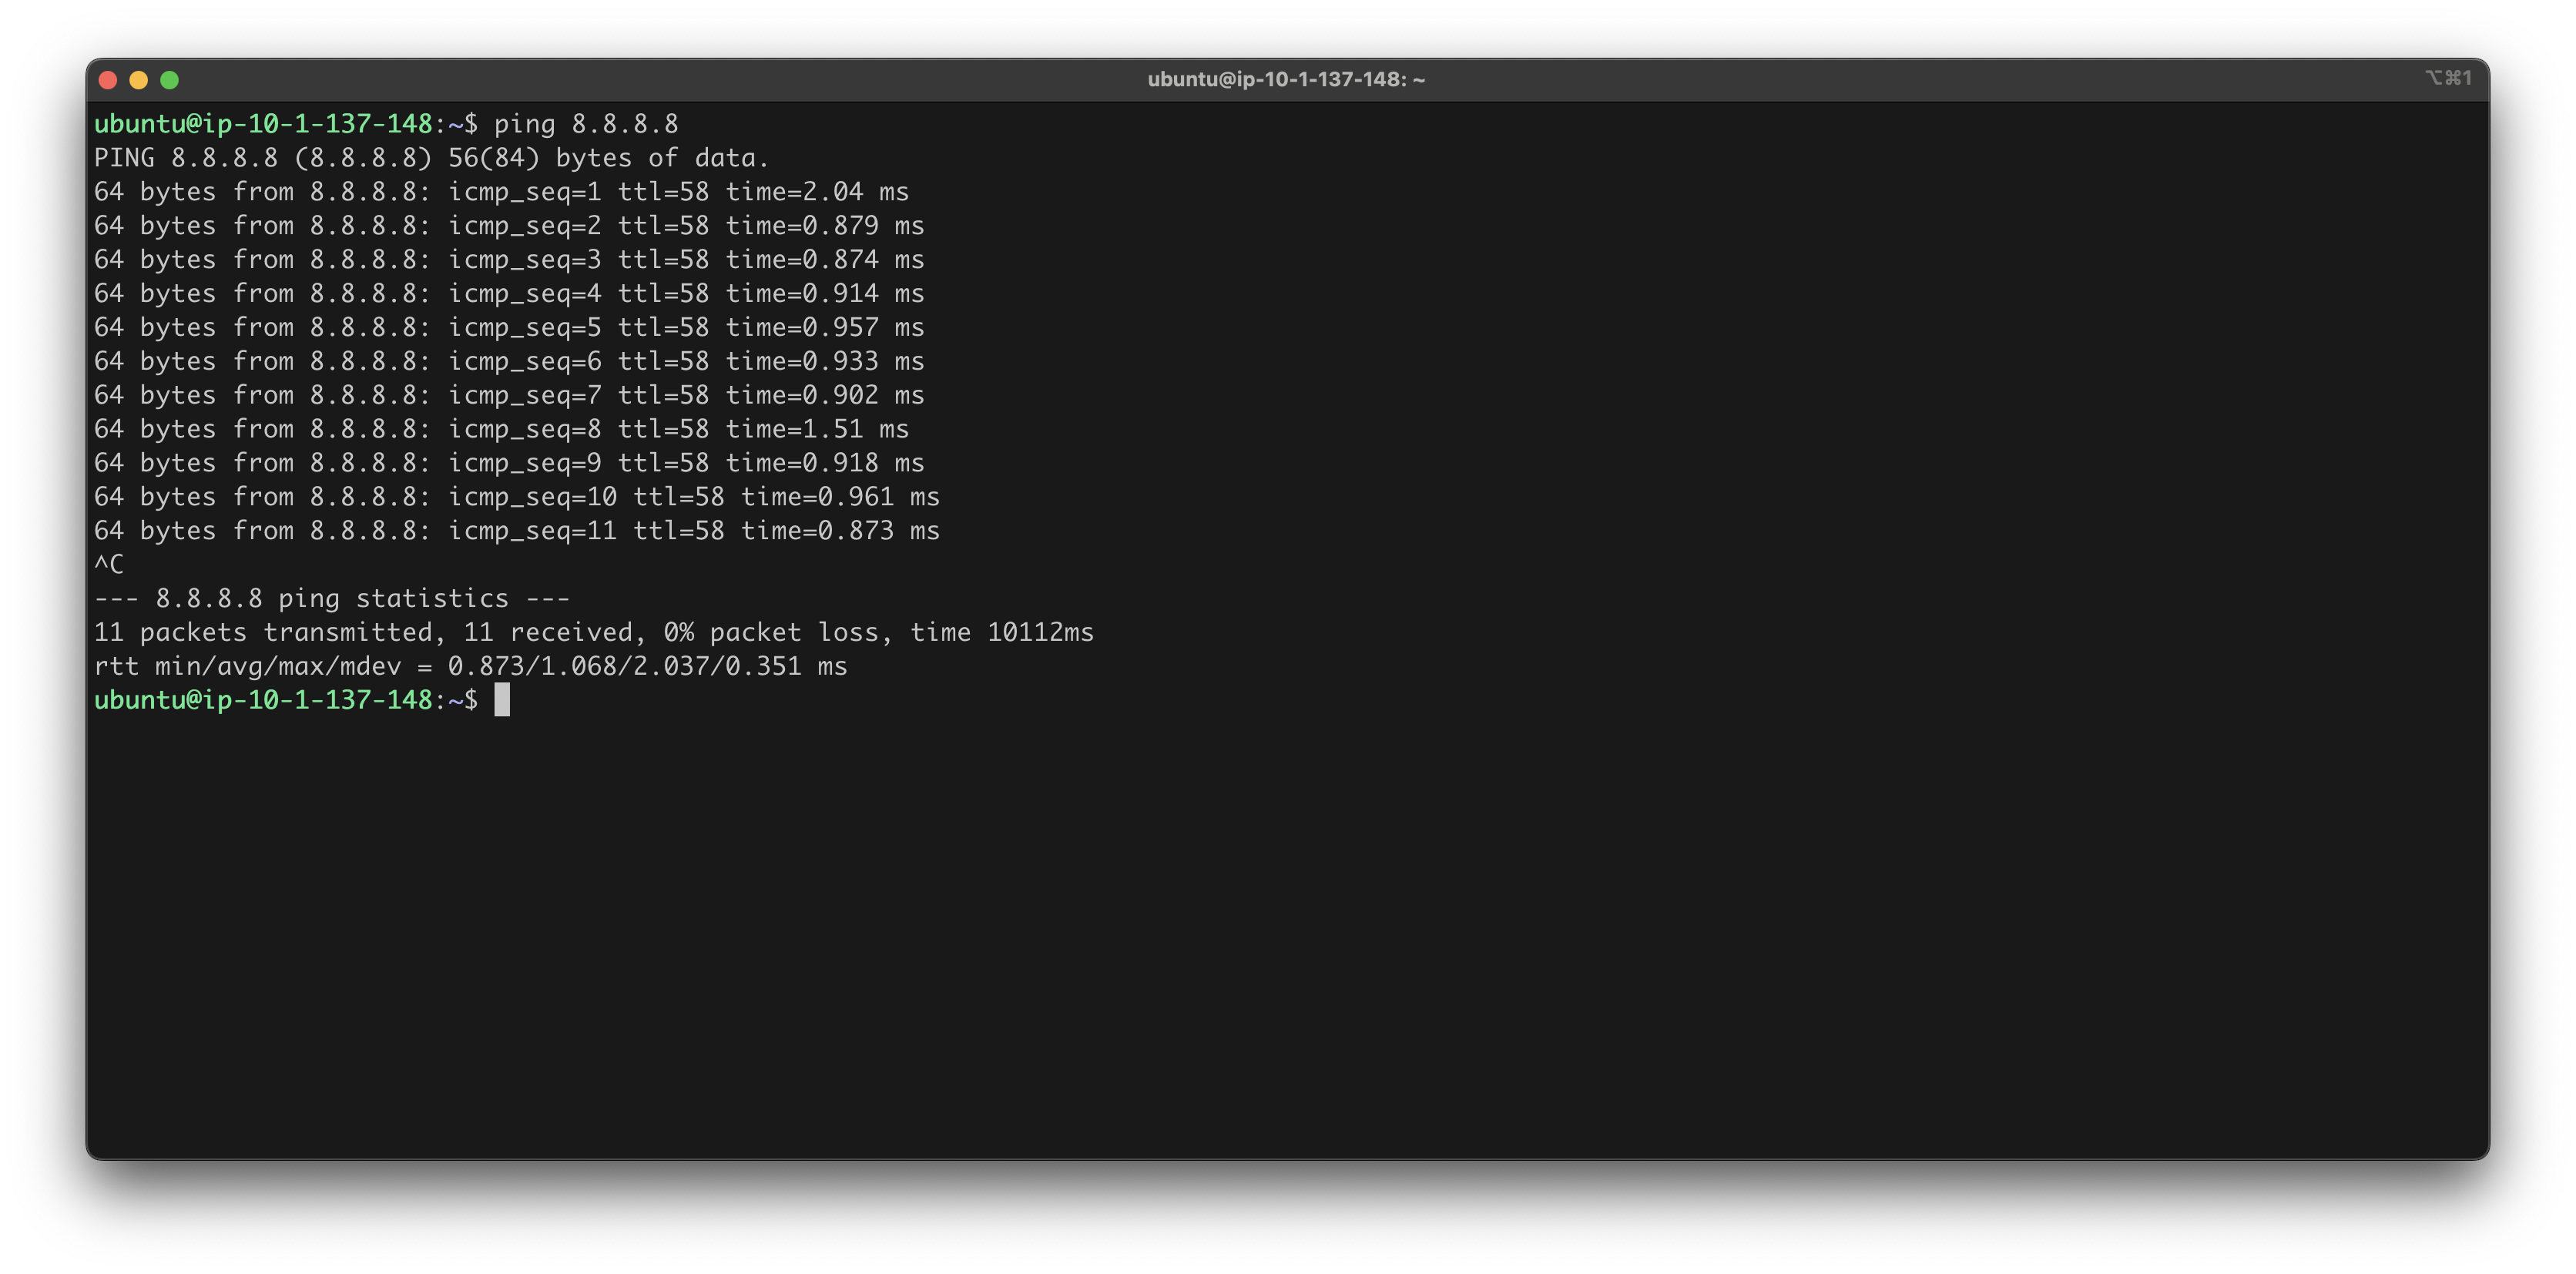 ubuntu@ip-10-1-137-148: ~
⌥⌘1
ubuntu@ip-10-1-137-148:~$ ping 8.8.8.8
PING 8.8.8.8 (8.8.8.8) 56(84) bytes of data.
64 bytes from 8.8.8.8: icmp_seq=1 ttl=58 time=2.04 ms
64 bytes from 8.8.8.8: icmp_seq=2 ttl=58 time=0.879 ms
64 bytes from 8.8.8.8: icmp_seq=3 ttl=58 time=0.874 ms
64 bytes from 8.8.8.8: icmp_seq=4 ttl=58 time=0.914 ms
64 bytes from 8.8.8.8: icmp_seq=5 ttl=58 time=0.957 ms
64 bytes from 8.8.8.8: icmp_seq=6 ttl=58 time=0.933 ms
64 bytes from 8.8.8.8: icmp_seq=7 ttl=58 time=0.902 ms
64 bytes from 8.8.8.8: icmp_seq=8 ttl=58 time=1.51 ms
64 bytes from 8.8.8.8: icmp_seq=9 ttl=58 time=0.918 ms
64 bytes from 8.8.8.8: icmp_seq=10 ttl=58 time=0.961 ms
64 bytes from 8.8.8.8: icmp_seq=11 ttl=58 time=0.873 ms
^C
--- 8.8.8.8 ping statistics ---
11 packets transmitted, 11 received, 0% packet loss, time 10112ms
rtt min/avg/max/mdev = 0.873/1.068/2.037/0.351 ms
ubuntu@ip-10-1-137-148:~$